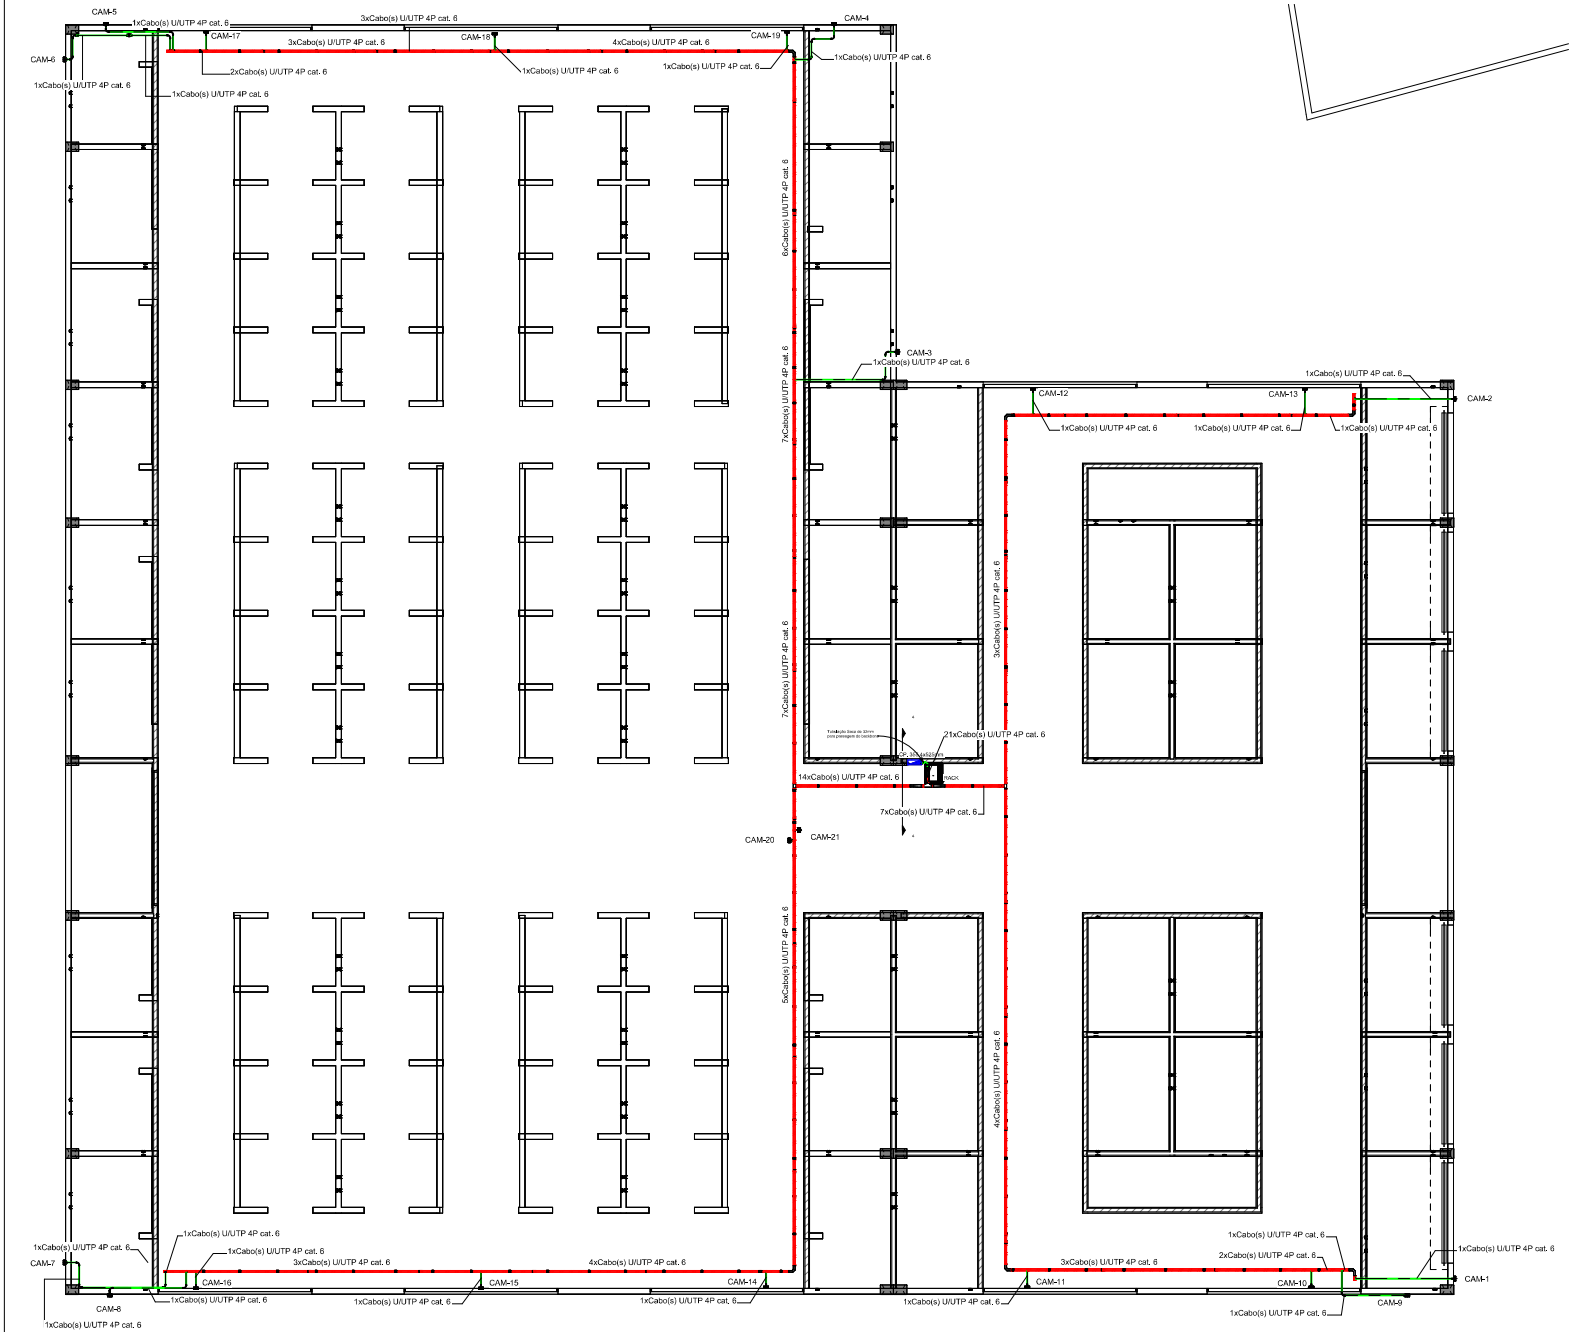 CAM-5
1xCabo(s) U/UTP 4P cat. 6
3xCabo(s) U/UTP 4P cat. 6
CAM-4
CAM-17
3xCabo(s) U/UTP 4P cat. 6
CAM-18
4xCabo(s) U/UTP 4P cat. 6
CAM-19
CAM-6
1xCabo(s) U/UTP 4P cat. 6
2xCabo(s) U/UTP 4P cat. 6
1xCabo(s) U/UTP 4P cat. 6
1xCabo(s) U/UTP 4P cat. 6
1xCabo(s) U/UTP 4P cat. 6
1xCabo(s) U/UTP 4P cat. 6
6xCabo(s) U/UTP 4P cat. 6
CAM-3
1xCabo(s) U/UTP 4P cat. 6
7xCabo(s) U/UTP 4P cat. 6
1xCabo(s) U/UTP 4P cat. 6
CAM-12
CAM-13
CAM-2
1xCabo(s) U/UTP 4P cat. 6
1xCabo(s) U/UTP 4P cat. 6
1xCabo(s) U/UTP 4P cat. 6
3xCabo(s) U/UTP 4P cat. 6
7xCabo(s) U/UTP 4P cat. 6
21xCabo(s) U/UTP 4P cat. 6
RACK
14xCabo(s) U/UTP 4P cat. 6
7xCabo(s) U/UTP 4P cat. 6
CAM-20
CAM-21
5xCabo(s) U/UTP 4P cat. 6
4xCabo(s) U/UTP 4P cat. 6
1xCabo(s) U/UTP 4P cat. 6
1xCabo(s) U/UTP 4P cat. 6
1xCabo(s) U/UTP 4P cat. 6
1xCabo(s) U/UTP 4P cat. 6
1xCabo(s) U/UTP 4P cat. 6
2xCabo(s) U/UTP 4P cat. 6
CAM-7
3xCabo(s) U/UTP 4P cat. 6
4xCabo(s) U/UTP 4P cat. 6
3xCabo(s) U/UTP 4P cat. 6
CAM-16
CAM-15
CAM-14
CAM-11
CAM-10
CAM-1
1xCabo(s) U/UTP 4P cat. 6
1xCabo(s) U/UTP 4P cat. 6
1xCabo(s) U/UTP 4P cat. 6
1xCabo(s) U/UTP 4P cat. 6
CAM-9
CAM-8
1xCabo(s) U/UTP 4P cat. 6
1xCabo(s) U/UTP 4P cat. 6